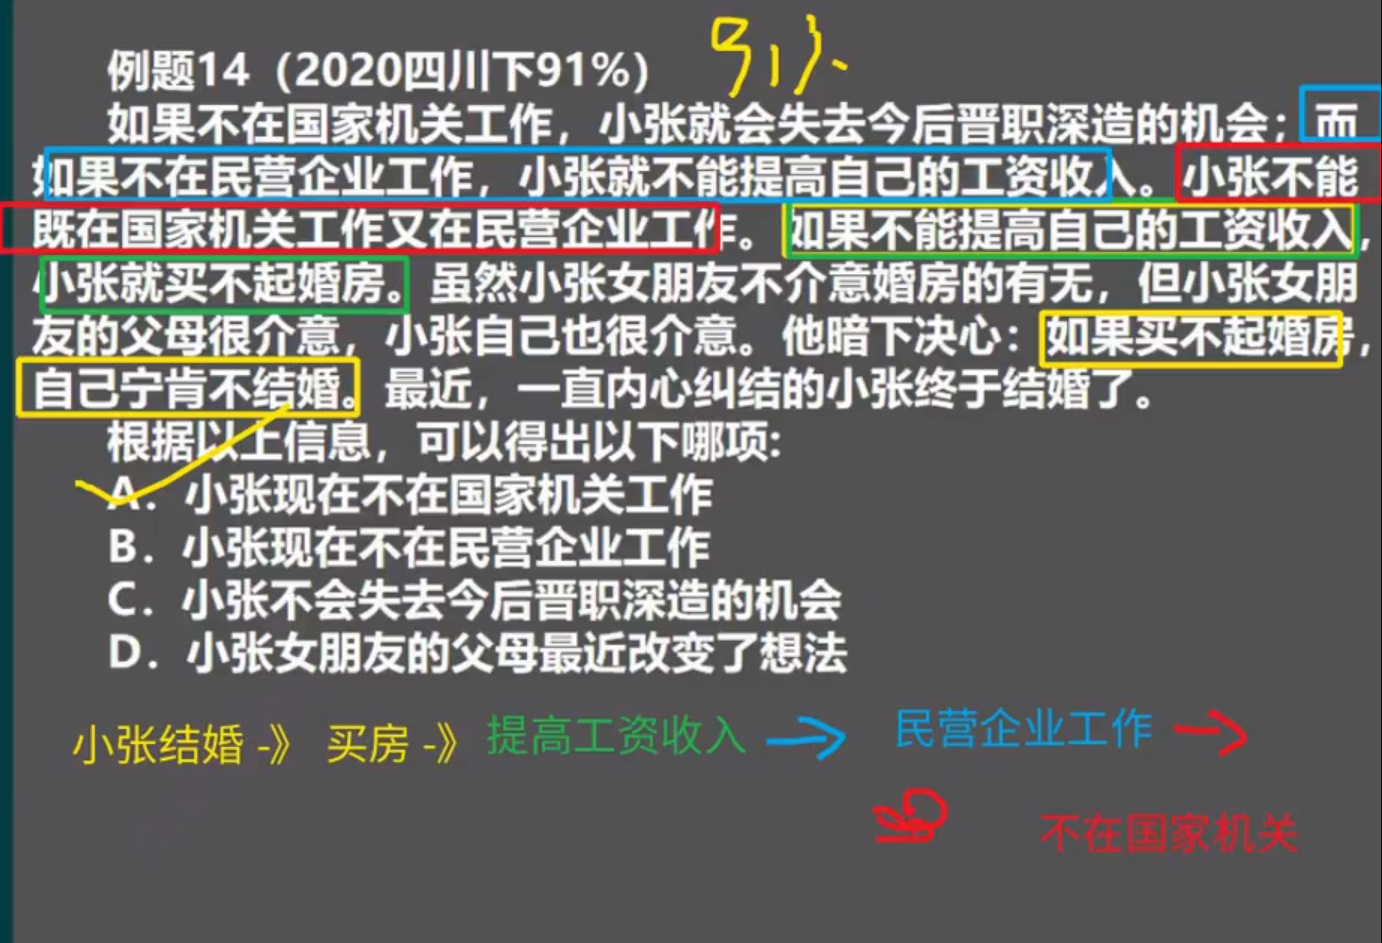 例题14（2020四川下91%） 91%
如果不在国家机关工作，小张就会失去今后晋职深造的机会；而
如果不在民营企业工作，小张就不能提高自己的工资收入。小张不能
既在国家机关工作又在民营企业工作。如果不能提高自己的工资收入，
小张就买不起婚房。虽然小张女朋友不介意婚房的有无，但小张女朋
友的父母很介意，小张自己也很介意。他暗下决心：如果买不起婚房，
自己宁肯不结婚。最近，一直内心纠结的小张终于结婚了。
根据以上信息，可以得出以下哪项：
A．小张现在不在国家机关工作
B．小张现在不在民营企业工作
C．小张不会失去今后晋职深造的机会
D．小张女朋友的父母最近改变了想法
小张结婚 -》 买房 -》 提高工资收入 民营企业工作
不在国家机关